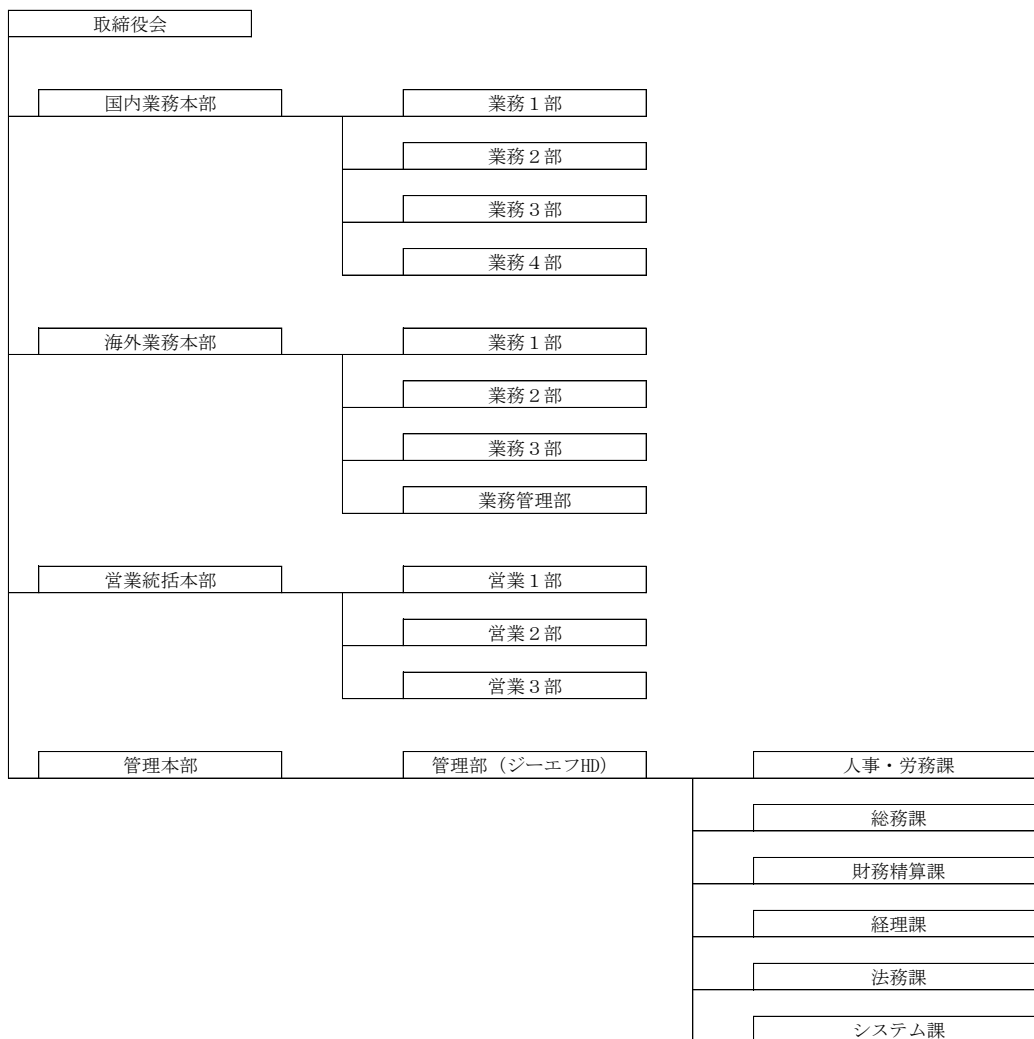 取締役会
国内業務本部
業務１部
業務２部
業務３部
業務４部
海外業務本部
業務１部
業務２部
業務３部
業務管理部
営業統括本部
営業１部
営業２部
営業３部
管理本部
管理部（ジーエフHD）
人事・労務課
総務課
財務精算課
経理課
法務課
システム課